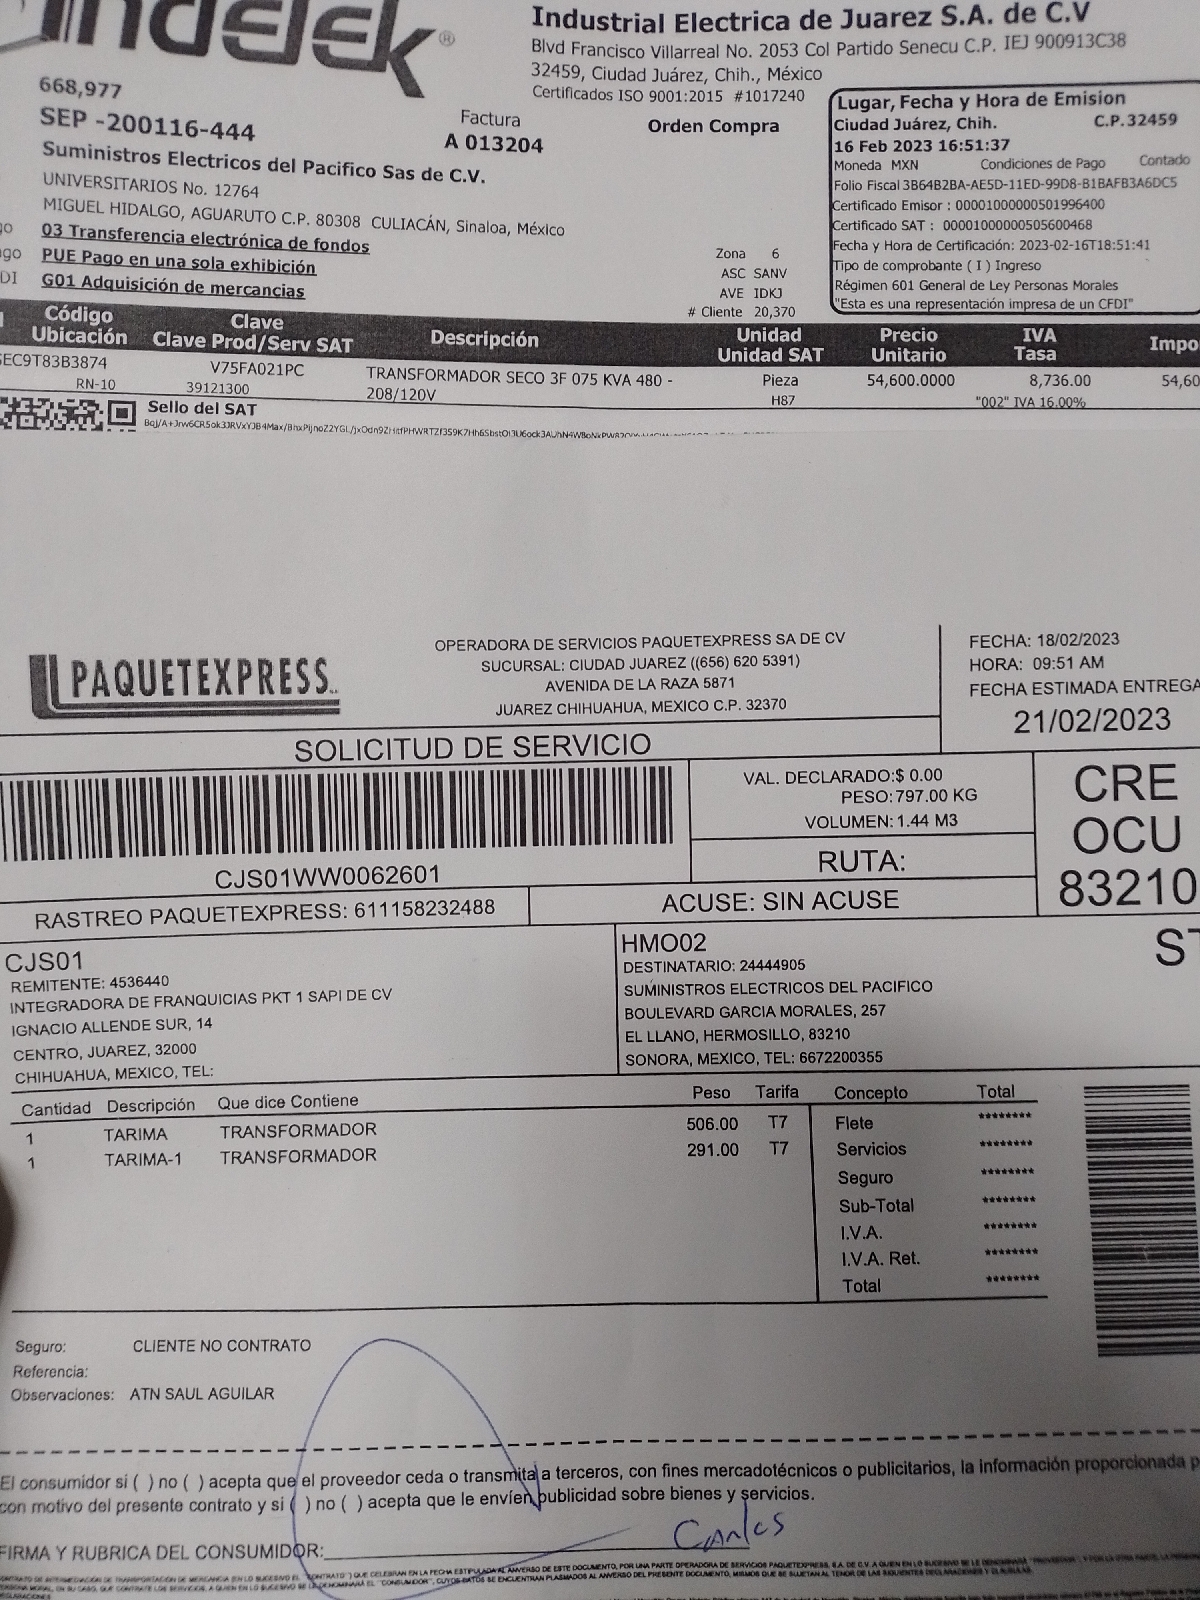 indelek®
Industrial Electrica de Juarez S.A. de C.V
Blvd Francisco Villarreal No. 2053 Col Partido Senecu C.P. IEJ 900913C38
32459, Ciudad Juárez, Chih., México
Certificados ISO 9001:2015 #1017240
668,977
SEP -200116-444
Factura
A 013204
Orden Compra
Suministros Electricos del Pacifico Sas de C.V.
UNIVERSITARIOS No. 12764
MIGUEL HIDALGO, AGUARUTO C.P. 80308 CULIACÁN, Sinaloa, México
03 Transferencia electrónica de fondos
PUE Pago en una sola exhibición
DI G01 Adquisición de mercancias
Zona 6
ASC SANV
AVE IDKJ
# Cliente 20,370
Lugar, Fecha y Hora de Emision
Ciudad Juárez, Chih. C.P.32459
16 Feb 2023 16:51:37
Moneda MXN Condiciones de Pago Contado
Folio Fiscal 3B64B2BA-AE5D-11ED-99D8-B1BAFB3A6DC5
Certificado Emisor : 00001000000501996400
Certificado SAT : 00001000000505600468
Fecha y Hora de Certificación: 2023-02-16T18:51:41
Tipo de comprobante ( I ) Ingreso
Régimen 601 General de Ley Personas Morales
"Esta es una representación impresa de un CFDI"
Código Clave Descripción Unidad Precio IVA Impo
Ubicación Clave Prod/Serv SAT Unidad SAT Unitario Tasa
EC9T83B3874 V75FA021PC TRANSFORMADOR SECO 3F 075 KVA 480 - Pieza 54,600.0000 8,736.00 54,60
RN-10 39121300 208/120V H87 "002" IVA 16.00%
Sello del SAT
PAQUETEXPRESS
OPERADORA DE SERVICIOS PAQUETEXPRESS SA DE CV
SUCURSAL: CIUDAD JUAREZ ((656) 620 5391)
AVENIDA DE LA RAZA 5871
JUAREZ CHIHUAHUA, MEXICO C.P. 32370
FECHA: 18/02/2023
HORA: 09:51 AM
FECHA ESTIMADA ENTREGA
21/02/2023
SOLICITUD DE SERVICIO
CJS01WW0062601
VAL. DECLARADO:$ 0.00
PESO:797.00 KG
VOLUMEN: 1.44 M3
RUTA:
CRE
OCU
83210
RASTREO PAQUETEXPRESS: 611158232488
ACUSE: SIN ACUSE
CJS01
REMITENTE: 4536440
INTEGRADORA DE FRANQUICIAS PKT 1 SAPI DE CV
IGNACIO ALLENDE SUR, 14
CENTRO, JUAREZ, 32000
CHIHUAHUA, MEXICO, TEL:
HMO02
DESTINATARIO: 24444905
SUMINISTROS ELECTRICOS DEL PACIFICO
BOULEVARD GARCIA MORALES, 257
EL LLANO, HERMOSILLO, 83210
SONORA, MEXICO, TEL: 6672200355
ST
Cantidad Descripción Que dice Contiene Peso Tarifa Concepto Total
1 TARIMA TRANSFORMADOR 506.00 T7 Flete ********
1 TARIMA-1 TRANSFORMADOR 291.00 T7 Servicios ********
Seguro ********
Sub-Total ********
I.V.A. ********
I.V.A. Ret. ********
Total ********
Seguro: CLIENTE NO CONTRATO
Referencia:
Observaciones: ATN SAUL AGUILAR
El consumidor si ( ) no ( ) acepta que el proveedor ceda o transmita a terceros, con fines mercadotécnicos o publicitarios, la información proporcionada p
con motivo del presente contrato y si ( ) no ( ) acepta que le envíen publicidad sobre bienes y servicios.
Carlos
FIRMA Y RUBRICA DEL CONSUMIDOR: